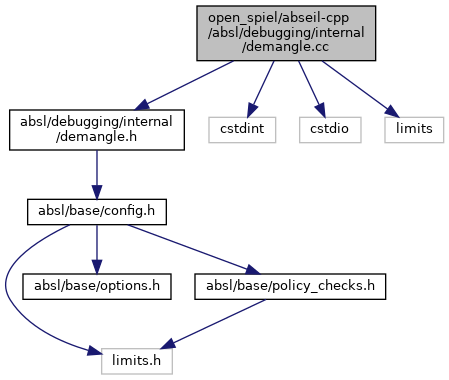 open_spiel/abseil-cpp
/absl/debugging/internal
/demangle.cc
absl/debugging/internal
/demangle.h
cstdint
cstdio
limits
absl/base/config.h
absl/base/options.h
absl/base/policy_checks.h
limits.h